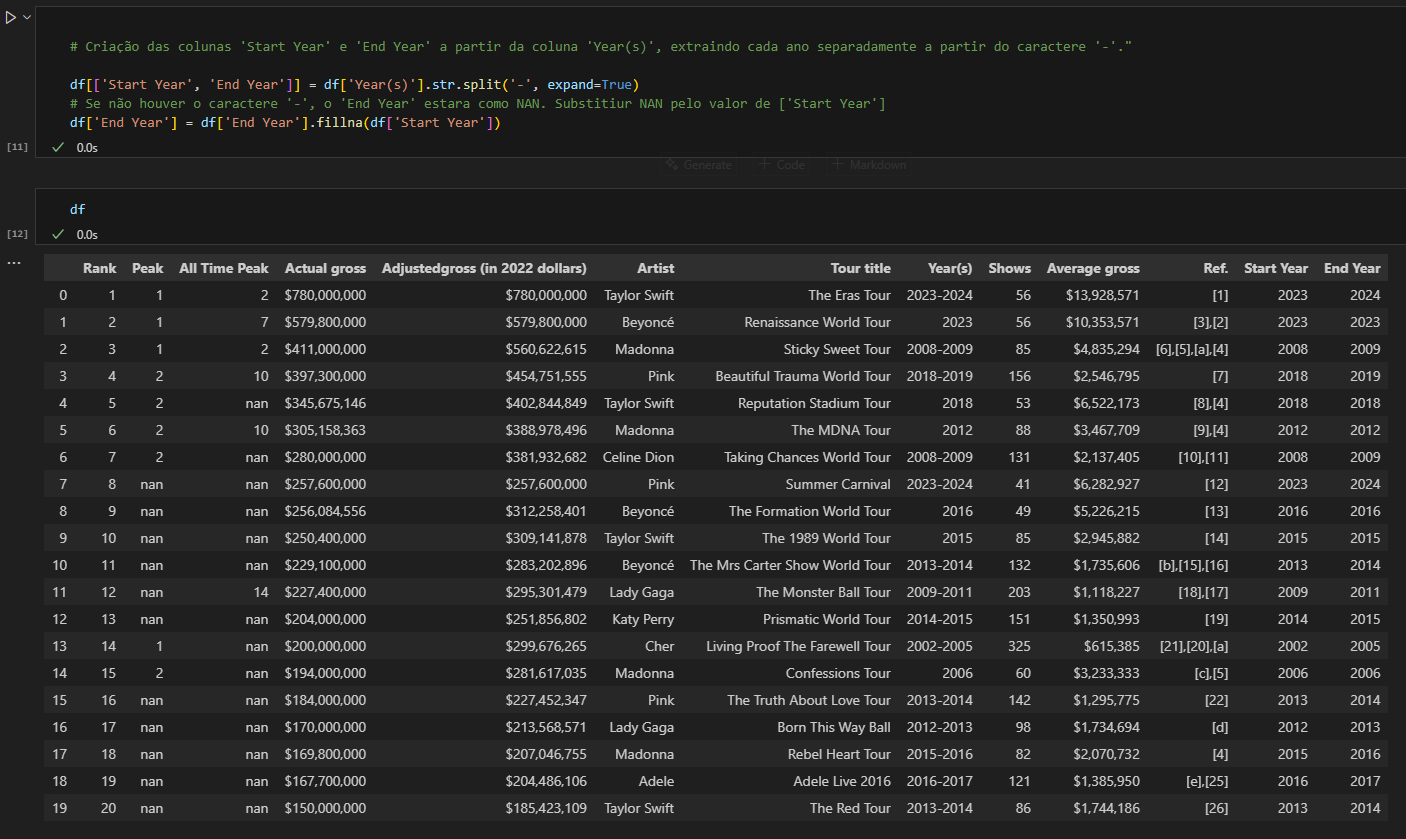 # Criação das colunas 'Start Year' e 'End Year' a partir da coluna 'Year(s)', extraindo cada ano separadamente a partir do caractere '-'."
df[['Start Year', 'End Year']] = df['Year(s)'].str.split('-', expand=True)
# Se não houver o caractere '-', o 'End Year' estara como NAN. Substitiur NAN pelo valor de ['Start Year']
df['End Year'] = df['End Year'].fillna(df['Start Year'])
[11] 0.0s
Generate + Code + Markdown
df
[12] 0.0s
...
Rank Peak All Time Peak Actual gross Adjustedgross (in 2022 dollars) Artist Tour title Year(s) Shows Average gross Ref. Start Year End Year
0 1 1 2 $780,000,000 $780,000,000 Taylor Swift The Eras Tour 2023-2024 56 $13,928,571 [1] 2023 2024
1 2 1 7 $579,800,000 $579,800,000 Beyoncé Renaissance World Tour 2023 56 $10,353,571 [3],[2] 2023 2023
2 3 1 2 $411,000,000 $560,622,615 Madonna Sticky Sweet Tour 2008-2009 85 $4,835,294 [6],[5],[a],[4] 2008 2009
3 4 2 10 $397,300,000 $454,751,555 Pink Beautiful Trauma World Tour 2018-2019 156 $2,546,795 [7] 2018 2019
4 5 2 nan $345,675,146 $402,844,849 Taylor Swift Reputation Stadium Tour 2018 53 $6,522,173 [8],[4] 2018 2018
5 6 2 10 $305,158,363 $388,978,496 Madonna The MDNA Tour 2012 88 $3,467,709 [9],[4] 2012 2012
6 7 2 nan $280,000,000 $381,932,682 Celine Dion Taking Chances World Tour 2008-2009 131 $2,137,405 [10],[11] 2008 2009
7 8 nan nan $257,600,000 $257,600,000 Pink Summer Carnival 2023-2024 41 $6,282,927 [12] 2023 2024
8 9 nan nan $256,084,556 $312,258,401 Beyoncé The Formation World Tour 2016 49 $5,226,215 [13] 2016 2016
9 10 nan nan $250,400,000 $309,141,878 Taylor Swift The 1989 World Tour 2015 85 $2,945,882 [14] 2015 2015
10 11 nan nan $229,100,000 $283,202,896 Beyoncé The Mrs Carter Show World Tour 2013-2014 132 $1,735,606 [b],[15],[16] 2013 2014
11 12 nan 14 $227,400,000 $295,301,479 Lady Gaga The Monster Ball Tour 2009-2011 203 $1,118,227 [18],[17] 2009 2011
12 13 nan nan $204,000,000 $251,856,802 Katy Perry Prismatic World Tour 2014-2015 151 $1,350,993 [19] 2014 2015
13 14 1 nan $200,000,000 $299,676,265 Cher Living Proof The Farewell Tour 2002-2005 325 $615,385 [21],[20],[a] 2002 2005
14 15 2 nan $194,000,000 $281,617,035 Madonna Confessions Tour 2006 60 $3,233,333 [c],[5] 2006 2006
15 16 nan nan $184,000,000 $227,452,347 Pink The Truth About Love Tour 2013-2014 142 $1,295,775 [22] 2013 2014
16 17 nan nan $170,000,000 $213,568,571 Lady Gaga Born This Way Ball 2012-2013 98 $1,734,694 [d] 2012 2013
17 18 nan nan $169,800,000 $207,046,755 Madonna Rebel Heart Tour 2015-2016 82 $2,070,732 [4] 2015 2016
18 19 nan nan $167,700,000 $204,486,106 Adele Adele Live 2016 2016-2017 121 $1,385,950 [e],[25] 2016 2017
19 20 nan nan $150,000,000 $185,423,109 Taylor Swift The Red Tour 2013-2014 86 $1,744,186 [26] 2013 2014